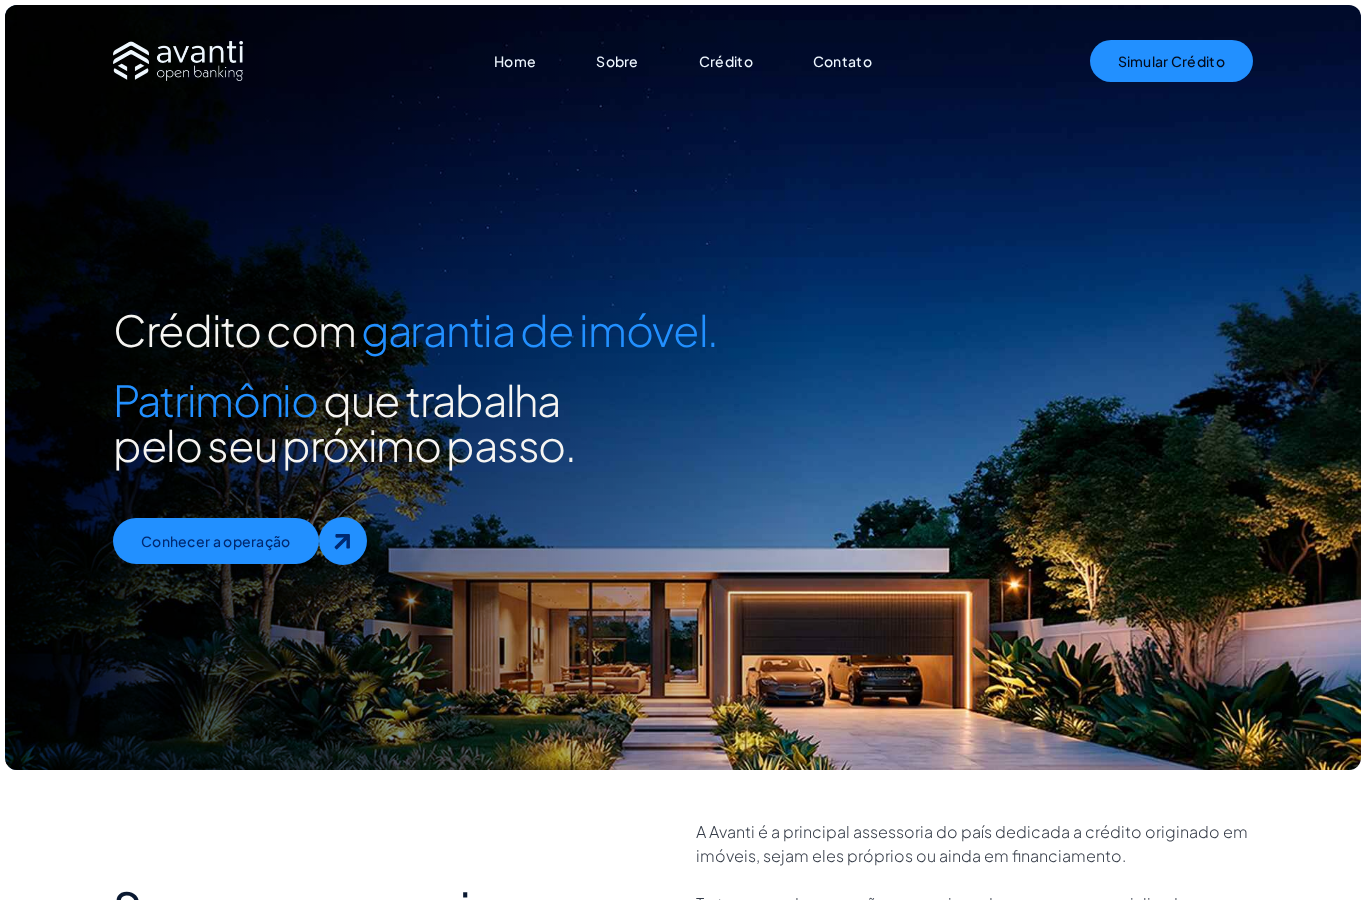 avanti
open banking
Home
Sobre
Crédito
Contato
Simular Crédito
Crédito com garantia de imóvel.
Patrimônio que trabalha
pelo seu próximo passo.
Conhecer a operação
A Avanti é a principal assessoria do país dedicada a crédito originado em
imóveis, sejam eles próprios ou ainda em financiamento.